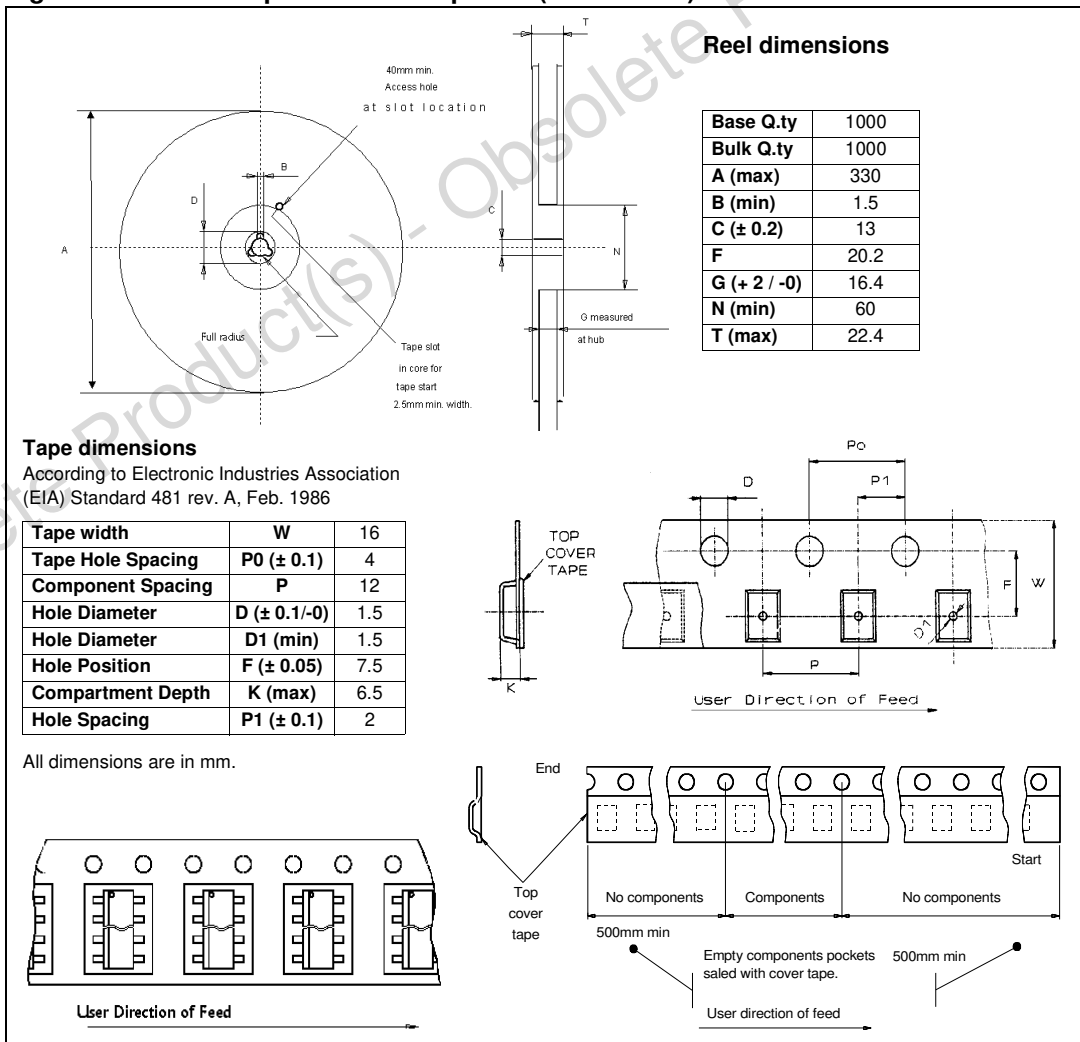 Reel dimensions
T
40mm min.
Access hole
at slot location
B
D
A
C
N
Full radius
Tape slot
in core for
tape start
2.5mm min. width.
G measured
at hub
Base Q.ty 1000
Bulk Q.ty 1000
A (max) 330
B (min) 1.5
C (± 0.2) 13
F 20.2
G (+ 2 / -0) 16.4
N (min) 60
T (max) 22.4
Product(s) - Obsolete
Tape dimensions
According to Electronic Industries Association
(EIA) Standard 481 rev. A, Feb. 1986
Tape width W 16
Tape Hole Spacing P0 (± 0.1) 4
Component Spacing P 12
Hole Diameter D (± 0.1/-0) 1.5
Hole Diameter D1 (min) 1.5
Hole Position F (± 0.05) 7.5
Compartment Depth K (max) 6.5
Hole Spacing P1 (± 0.1) 2
All dimensions are in mm.
TOP
COVER
TAPE
K
Po
D
P1
F
W
D1
P
User Direction of Feed
End
Start
Top
cover
tape
No components
Components
No components
500mm min
Empty components pockets
saled with cover tape.
500mm min
User direction of feed
User Direction of Feed